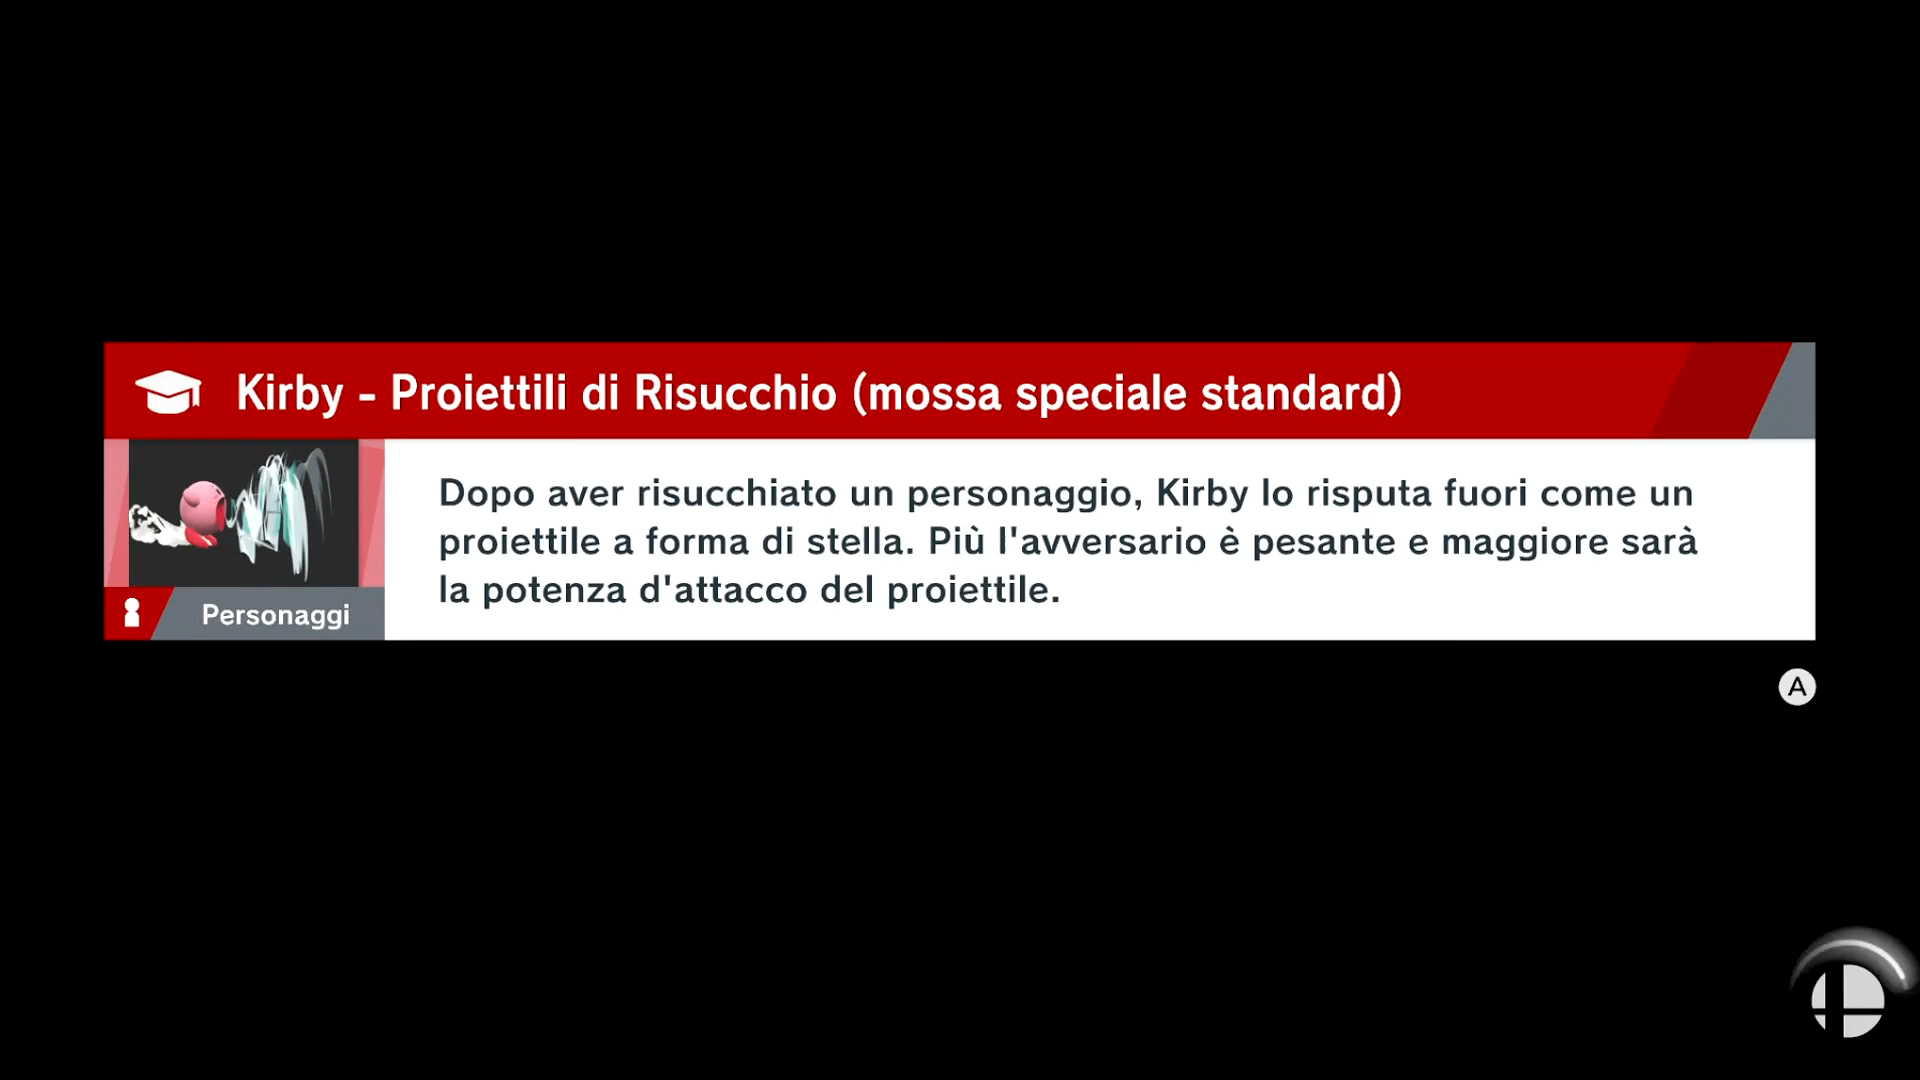 Kirby - Proiettili di Risucchio (mossa speciale standard)
Dopo aver risucchiato un personaggio, Kirby lo risputa fuori come un
proiettile a forma di stella. Più l'avversario è pesante e maggiore sarà
la potenza d'attacco del proiettile.
Personaggi
A